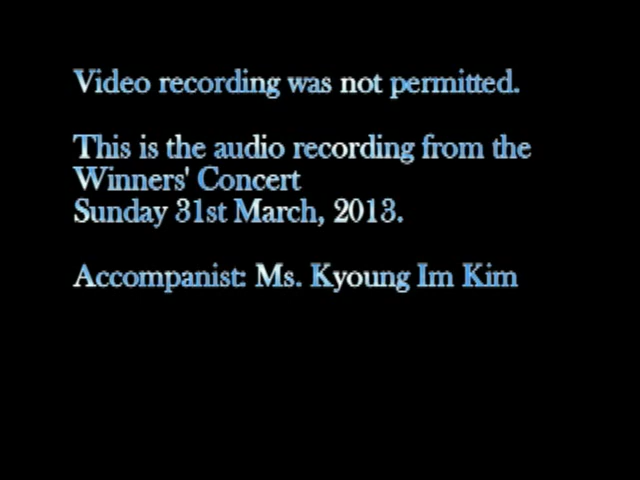 Video recording was not permitted.
This is the audio recording from the
Winners' Concert
Sunday 31st March, 2013.
Accompanist: Ms. Kyoung Im Kim